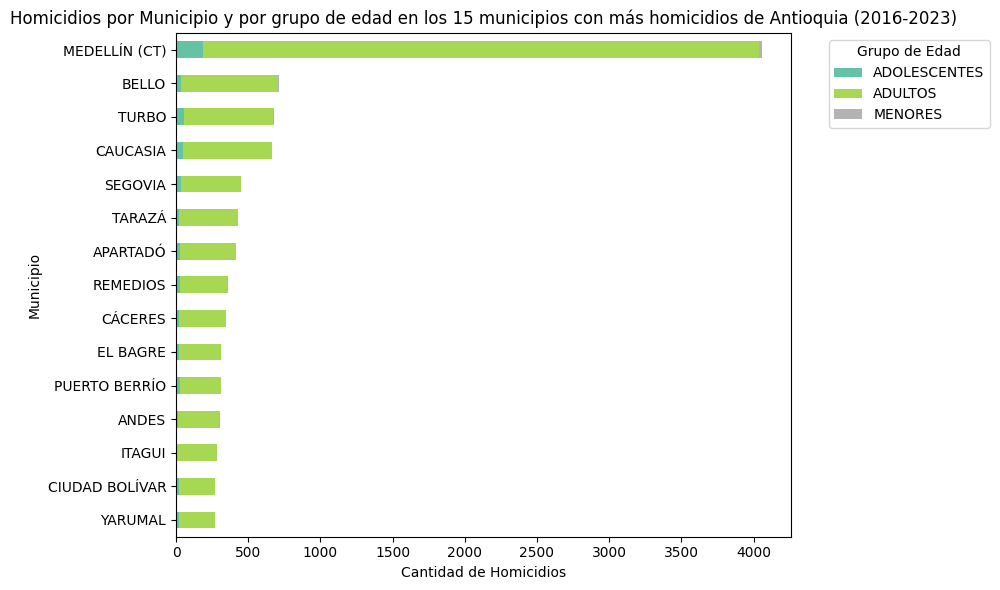 Homicidios por Municipio y por grupo de edad en los 15 municipios con más homicidios de Antioquia (2016-2023)
Grupo de Edad
ADOLESCENTES
ADULTOS
MENORES
Municipio
MEDELLÍN (CT)
BELLO
TURBO
CAUCASIA
SEGOVIA
TARAZÁ
APARTADÓ
REMEDIOS
CÁCERES
EL BAGRE
PUERTO BERRÍO
ANDES
ITAGUI
CIUDAD BOLÍVAR
YARUMAL
0 500 1000 1500 2000 2500 3000 3500 4000
Cantidad de Homicidios